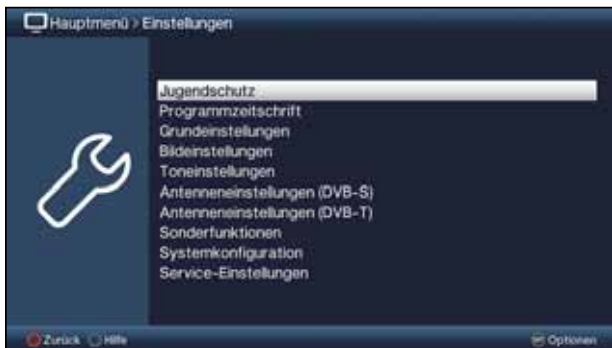 Hauptmenü > Einstellungen
Jugendschutz
Programmzeitschrift
Grundeinstellungen
Bildeinstellungen
Toneinstellungen
Antenneneinstellungen (DVB-S)
Antenneneinstellungen (DVB-T)
Sonderfunktionen
Systemkonfiguration
Service-Einstellungen
Zurück Hilfe Optionen